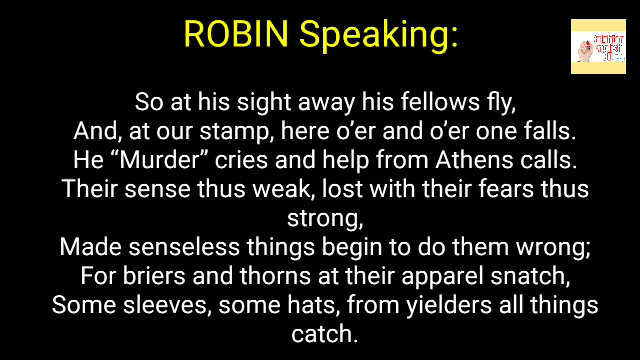 ROBIN Speaking:
So at his sight away his fellows fly,
And, at our stamp, here o’er and o’er one falls.
He “Murder” cries and help from Athens calls.
Their sense thus weak, lost with their fears thus
strong,
Made senseless things begin to do them wrong;
For briers and thorns at their apparel snatch,
Some sleeves, some hats, from yielders all things
catch.